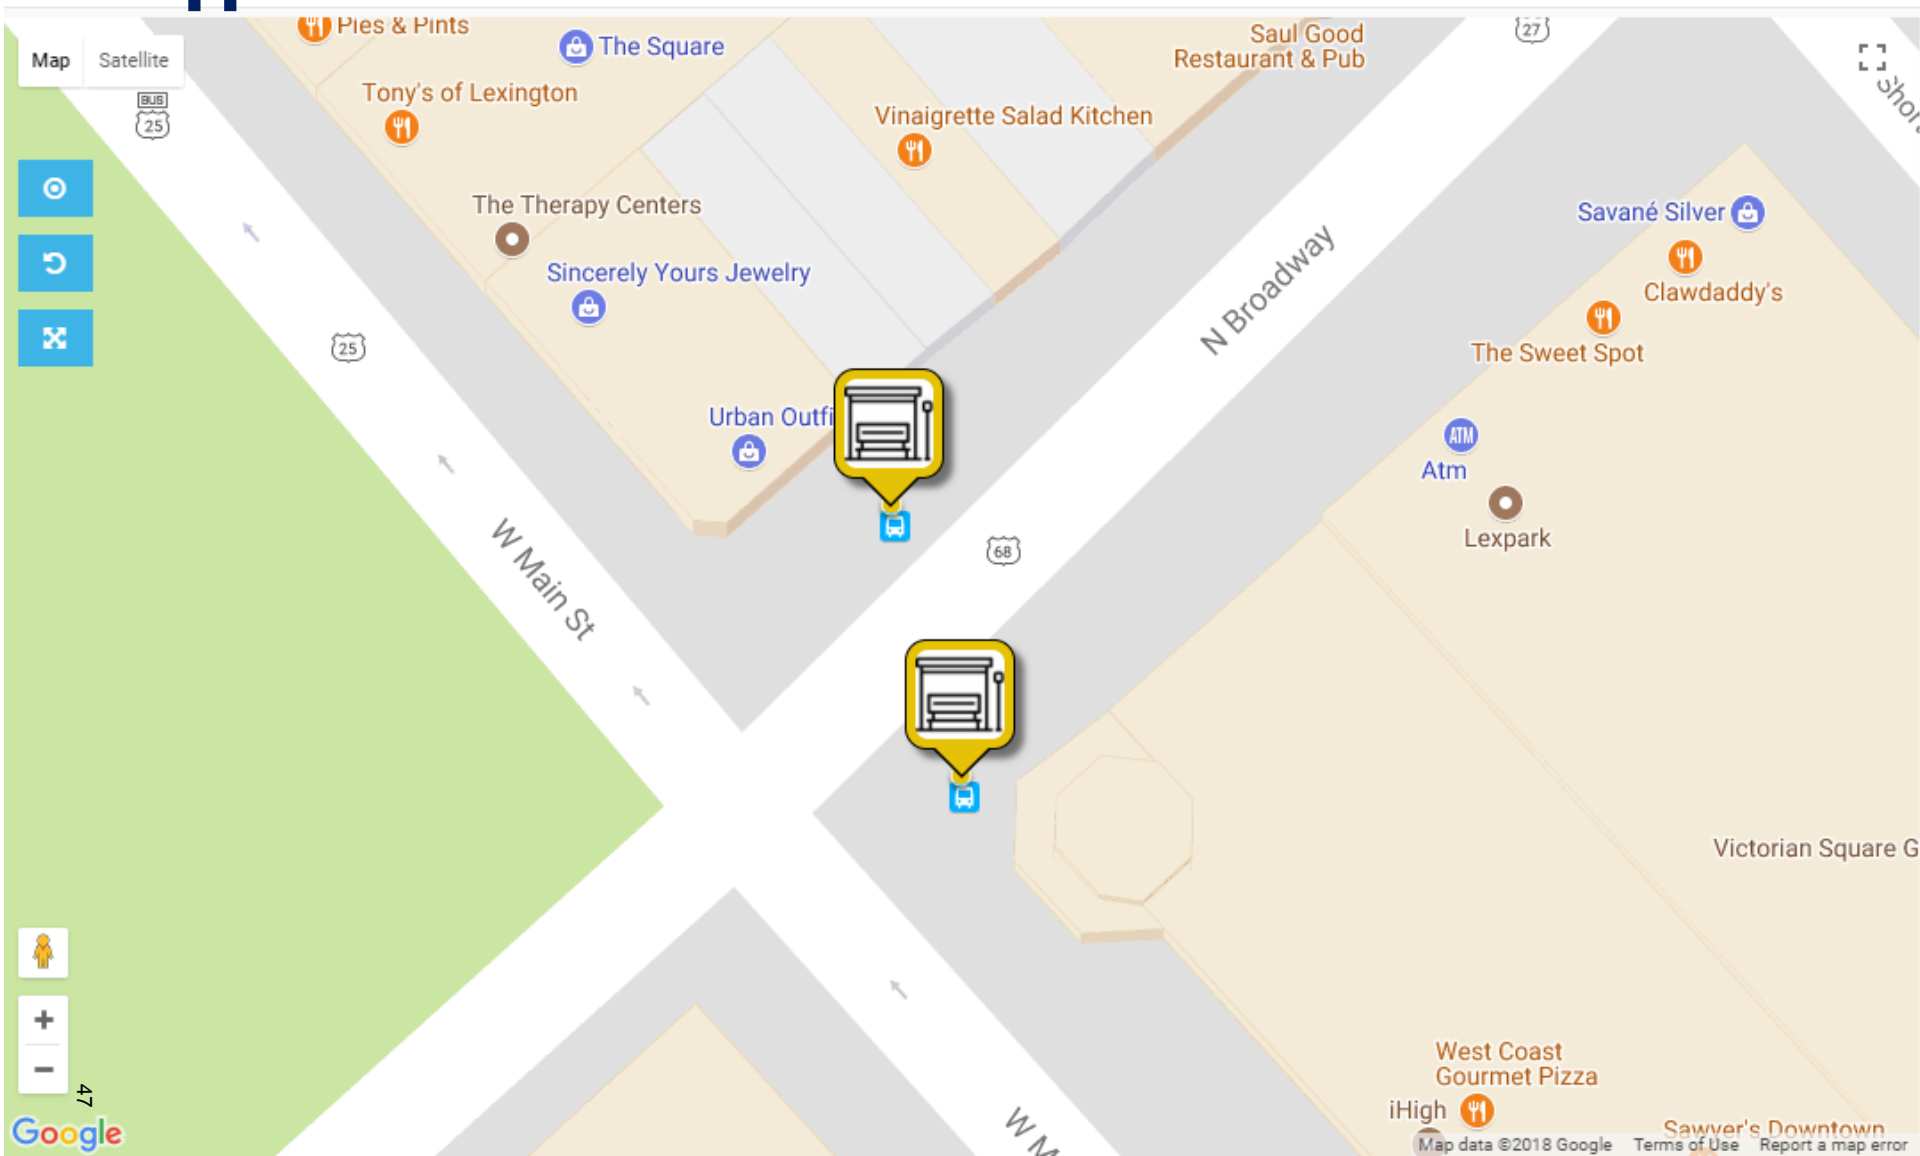 Pies & Pints
The Square
Saul Good
Restaurant & Pub
27
Map
Satellite
BUS
25
Tony's of Lexington
Vinaigrette Salad Kitchen
The Therapy Centers
Savané Silver
Sincerely Yours Jewelry
N Broadway
Clawdaddy's
25
The Sweet Spot
Urban Outfi
ATM
Atm
Lexpark
68
W Main St
Victorian Square G
West Coast
Gourmet Pizza
+
−
47
iHigh
W M
Google
Sawyer's Downtown
Map data ©2018 Google
Terms of Use
Report a map error